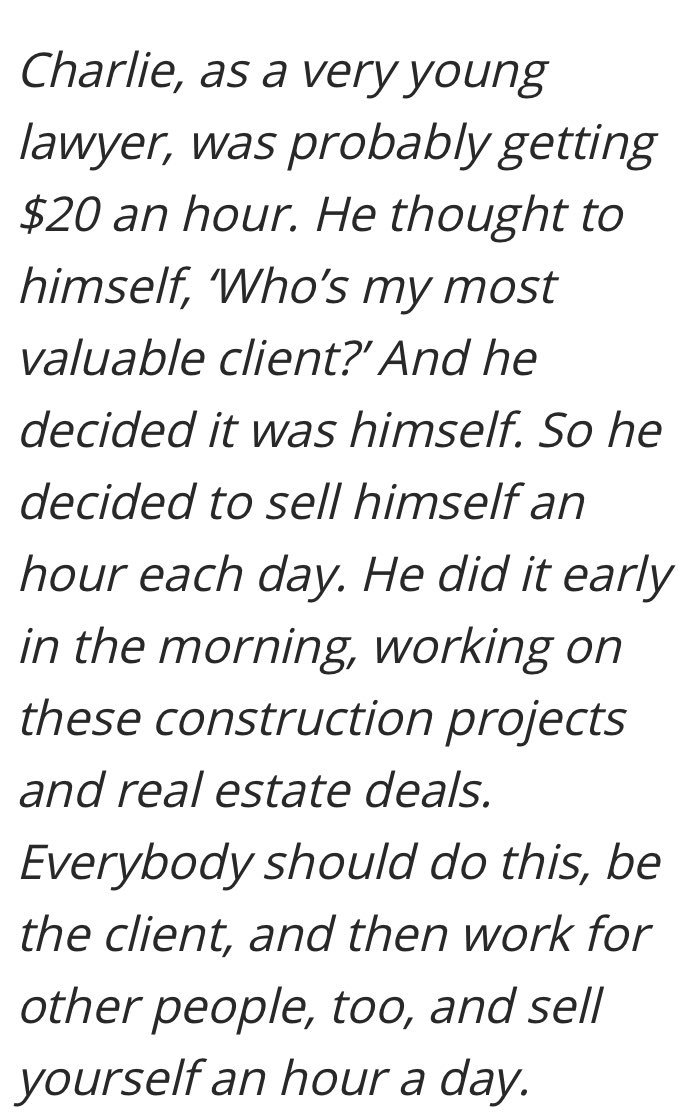 Charlie, as a very young
lawyer, was probably getting
$20 an hour. He thought to
himself, ‘Who’s my most
valuable client?’ And he
decided it was himself. So he
decided to sell himself an
hour each day. He did it early
in the morning, working on
these construction projects
and real estate deals.
Everybody should do this, be
the client, and then work for
other people, too, and sell
yourself an hour a day.